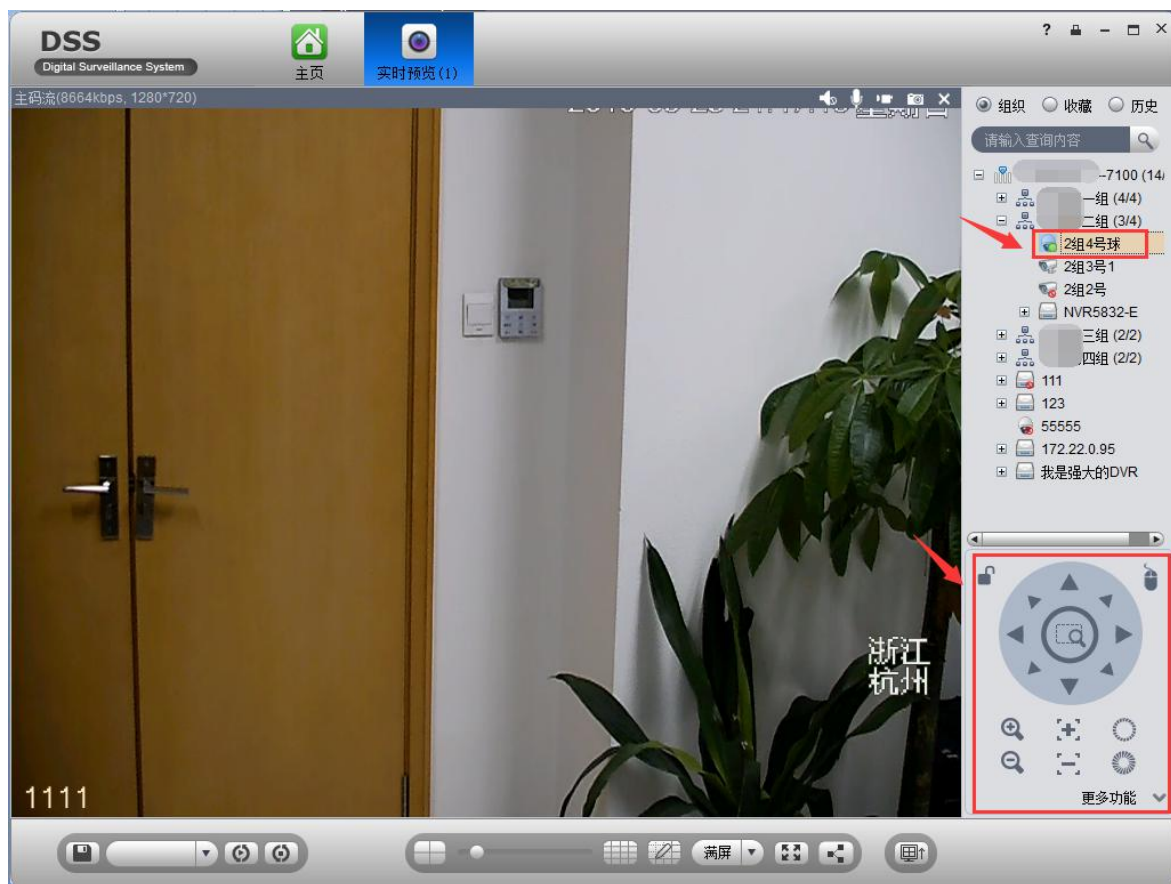 DSS
Digital Surveillance System
主页
实时预览(1)
?
主码流(8664kbps, 1280*720)
组织 收藏 历史
请输入查询内容
-7100 (14/
一组 (4/4)
二组 (3/4)
2组4号球
2组3号1
2组2号
NVR5832-E
三组 (2/2)
四组 (2/2)
111
123
55555
172.22.0.95
我是强大的DVR
浙江
杭州
1111
更多功能
满屏